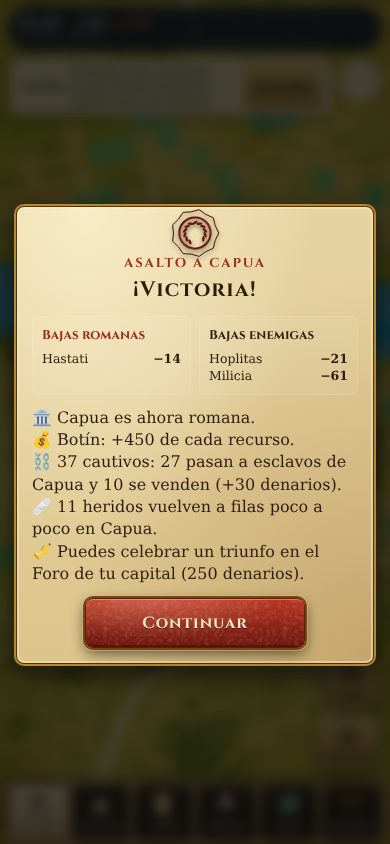 ASALTO A CAPUA
¡VICTORIA!
BAJAS ROMANAS
Hastati −14
BAJAS ENEMIGAS
Hoplitas −21
Milicia −61
🏛️ Capua es ahora romana.
💰 Botín: +450 de cada recurso.
⛓️ 37 cautivos: 27 pasan a esclavos de
Capua y 10 se venden (+30 denarios).
🩹 11 heridos vuelven a filas poco a
poco en Capua.
🎺 Puedes celebrar un triunfo en el
Foro de tu capital (250 denarios).
CONTINUAR